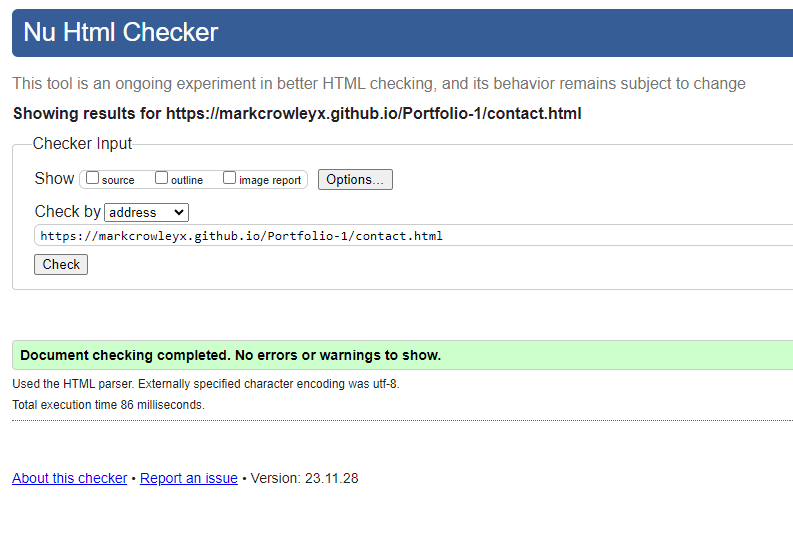 Nu Html Checker
This tool is an ongoing experiment in better HTML checking, and its behavior remains subject to change
Showing results for https://markcrowleyx.github.io/Portfolio-1/contact.html
Checker Input
Show source outline image report Options...
Check by address
https://markcrowleyx.github.io/Portfolio-1/contact.html
Check
Document checking completed. No errors or warnings to show.
Used the HTML parser. Externally specified character encoding was utf-8.
Total execution time 86 milliseconds.
About this checker • Report an issue • Version: 23.11.28